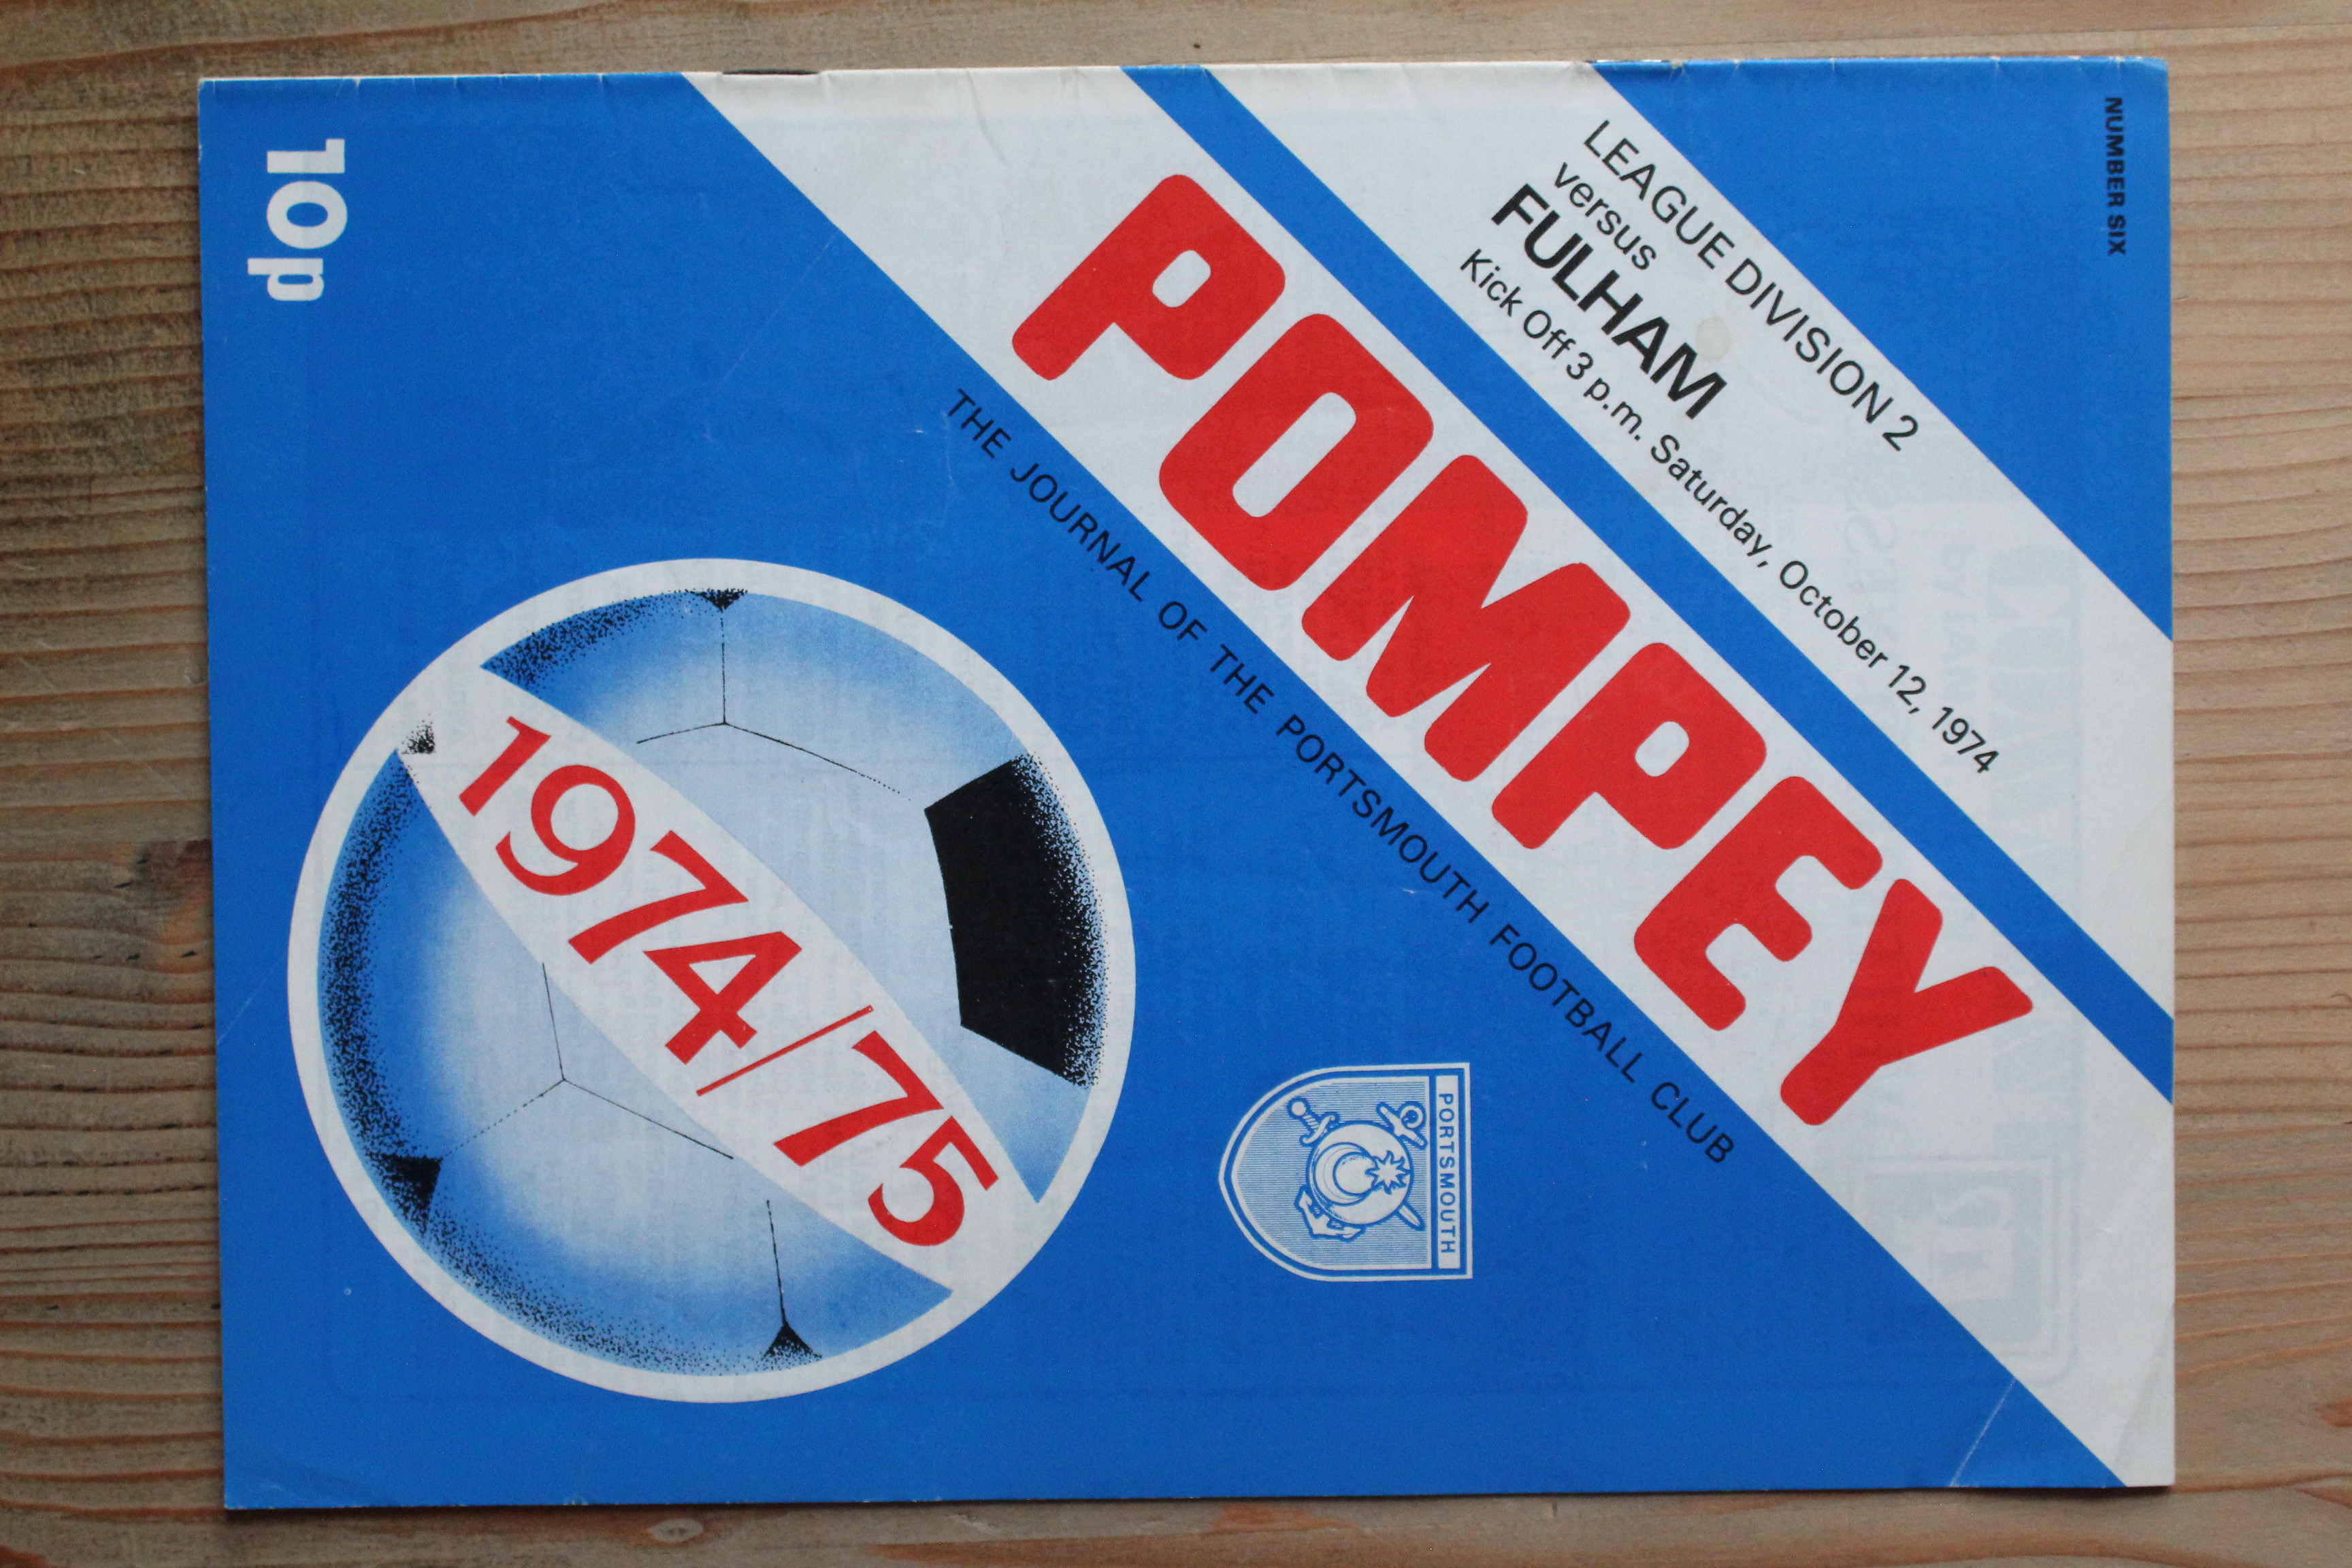 NUMBER SIX
LEAGUE DIVISION 2
versus
FULHAM
Kick Off 3 p.m. Saturday, October 12, 1974
POMPEY
THE JOURNAL OF THE PORTSMOUTH FOOTBALL CLUB
PORTSMOUTH
1974/75
10p